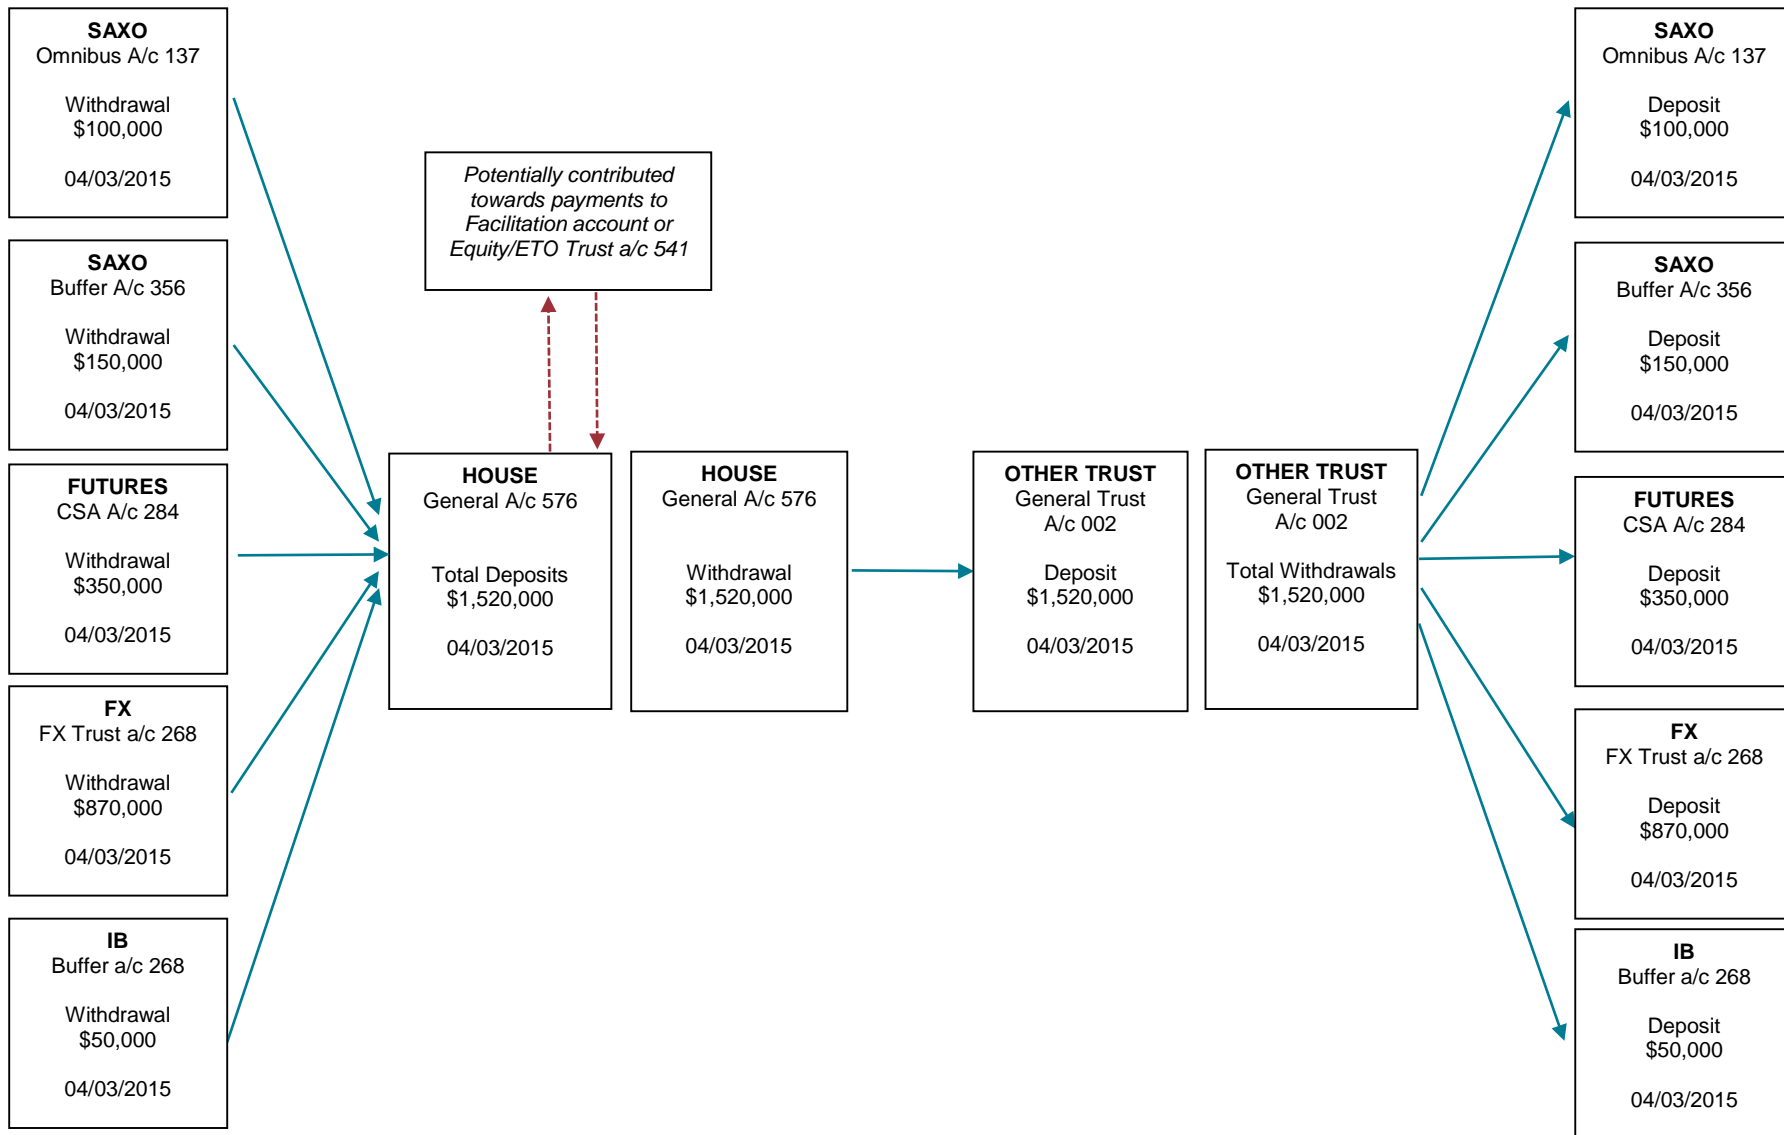 SAXO
Omnibus A/c 137
Withdrawal
$100,000
04/03/2015
SAXO
Buffer A/c 356
Withdrawal
$150,000
04/03/2015
FUTURES
CSA A/c 284
Withdrawal
$350,000
04/03/2015
FX
FX Trust a/c 268
Withdrawal
$870,000
04/03/2015
IB
Buffer a/c 268
Withdrawal
$50,000
04/03/2015
Potentially contributed
towards payments to
Facilitation account or
Equity/ETO Trust a/c 541
HOUSE
General A/c 576
Total Deposits
$1,520,000
04/03/2015
HOUSE
General A/c 576
Withdrawal
$1,520,000
04/03/2015
OTHER TRUST
General Trust
A/c 002
Deposit
$1,520,000
04/03/2015
OTHER TRUST
General Trust
A/c 002
Total Withdrawals
$1,520,000
04/03/2015
SAXO
Omnibus A/c 137
Deposit
$100,000
04/03/2015
SAXO
Buffer A/c 356
Deposit
$150,000
04/03/2015
FUTURES
CSA A/c 284
Deposit
$350,000
04/03/2015
FX
FX Trust a/c 268
Deposit
$870,000
04/03/2015
IB
Buffer a/c 268
Deposit
$50,000
04/03/2015